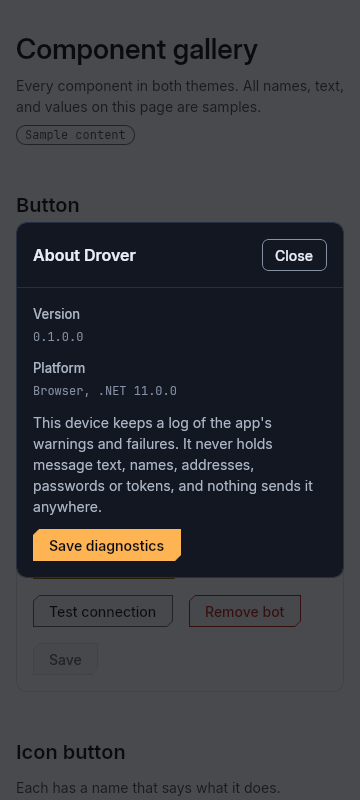 Component gallery
Every component in both themes. All names, text,
and values on this page are samples.
Sample content
Button
About Drover
Close
Version
0.1.0.0
Platform
Browser, .NET 11.0.0
This device keeps a log of the app's
warnings and failures. It never holds
message text, names, addresses,
passwords or tokens, and nothing sends it
anywhere.
Save diagnostics
Test connection
Remove bot
Save
Icon button
Each has a name that says what it does.